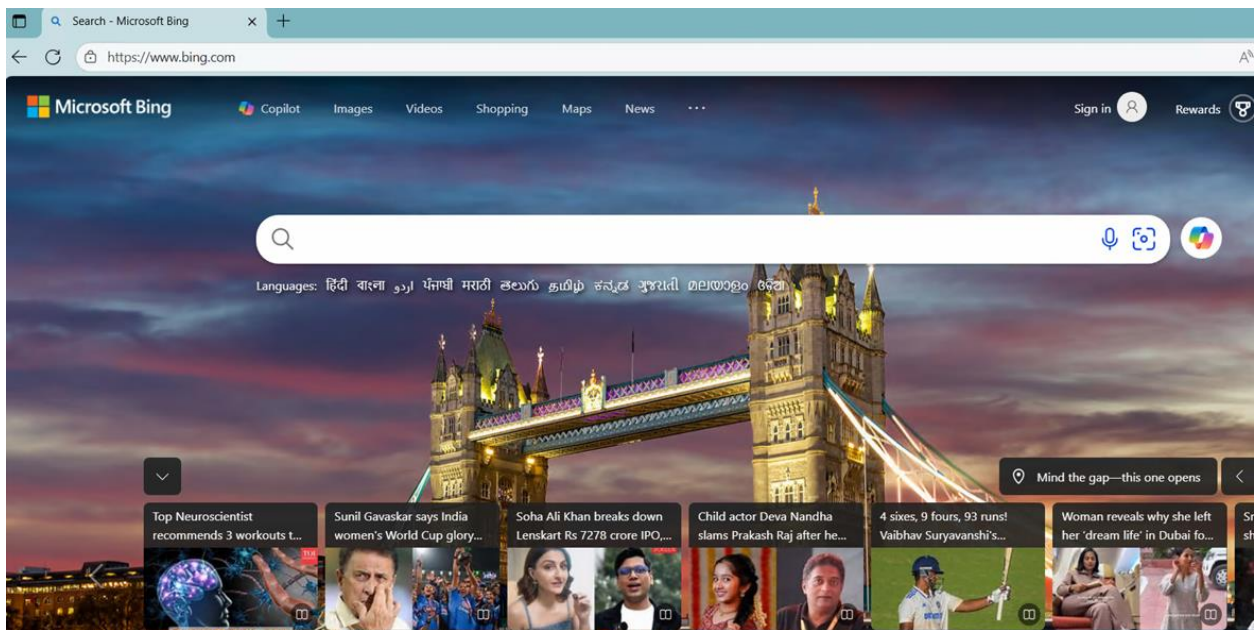 Search - Microsoft Bing
https://www.bing.com
Microsoft Bing Copilot Images Videos Shopping Maps News ... Sign in Rewards
Languages: हिंदी বাংলা اردو ਪੰਜਾਬੀ मराठी తెలుగు தமிழ் ಕನ್ನಡ ગુજરાતી മലയാളം ଓଡ଼ିଆ
Mind the gap—this one opens
Top Neuroscientist
recommends 3 workouts t...
Sunil Gavaskar says India
women's World Cup glory...
Soha Ali Khan breaks down
Lenskart Rs 7278 crore IPO,...
Child actor Deva Nandha
slams Prakash Raj after he...
4 sixes, 9 fours, 93 runs!
Vaibhav Suryavanshi's...
Woman reveals why she left
her 'dream life' in Dubai fo...
TOI